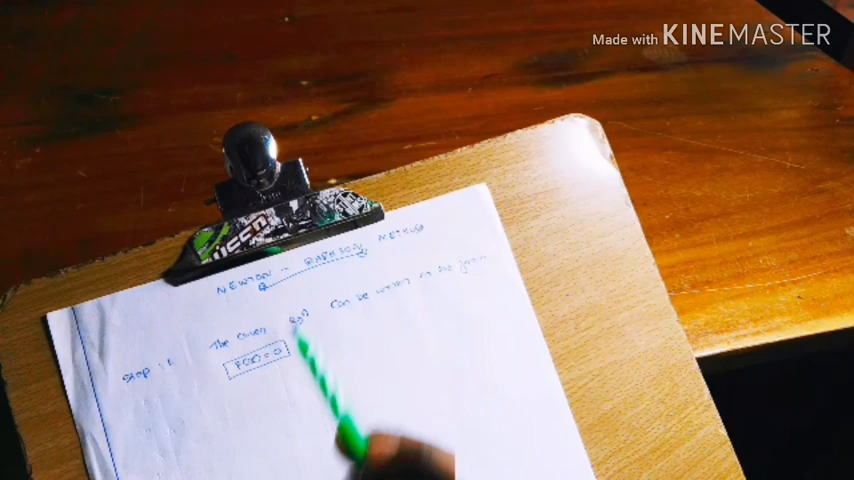 Made with KINEMASTER
NEWTON - RAPHSON METHOD
Step : 1. The Given eqn Can be written in the form
F(x) = 0